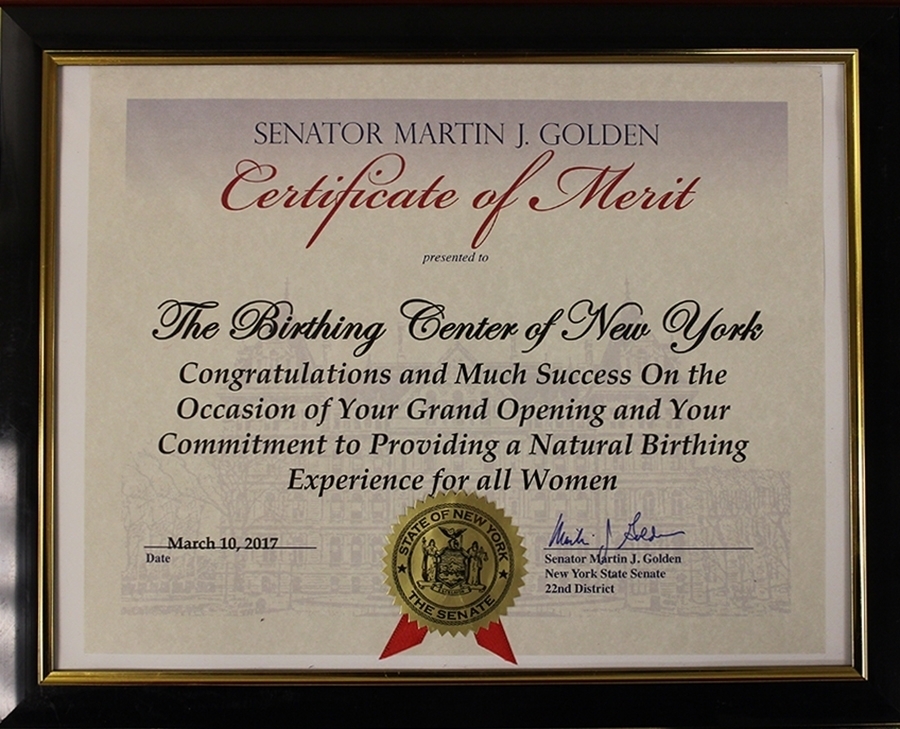 SENATOR MARTIN J. GOLDEN
Certificate of Merit
presented to
The Birthing Center of New York
Congratulations and Much Success On the
Occasion of Your Grand Opening and Your
Commitment to Providing a Natural Birthing
Experience for all Women
March 10, 2017
Date
STATE OF NEW YORK
THE SENATE
Martin J Golden
Senator Martin J. Golden
New York State Senate
22nd District